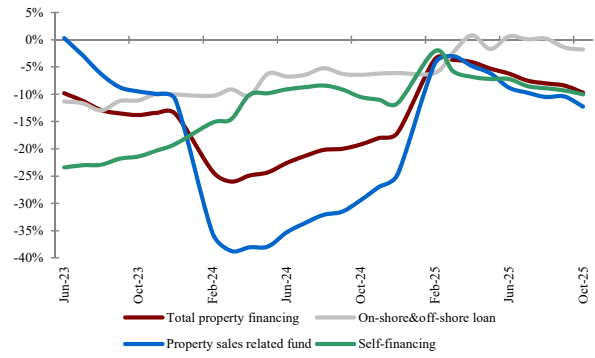 5%
0%
-5%
-10%
-15%
-20%
-25%
-30%
-35%
-40%
Jun-23
Oct-23
Feb-24
Jun-24
Oct-24
Feb-25
Jun-25
Oct-25
Total property financing
On-shore&off-shore loan
Property sales related fund
Self-financing